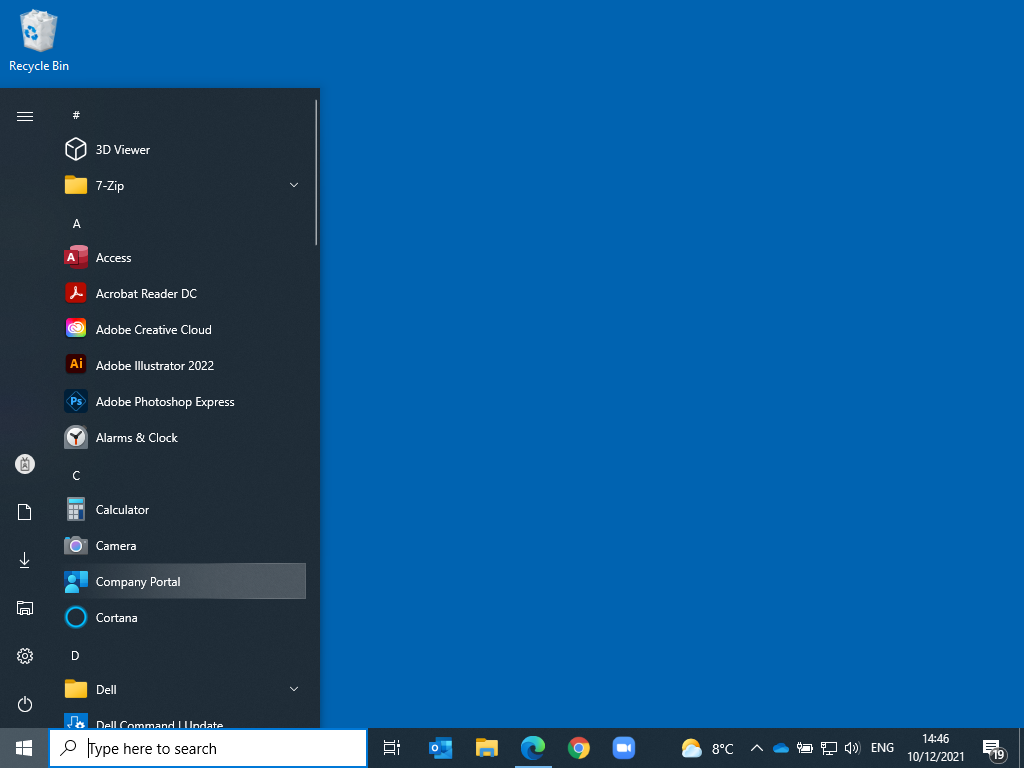 Recycle Bin
#
3D Viewer
7-Zip
A
Access
Acrobat Reader DC
Adobe Creative Cloud
Adobe Illustrator 2022
Adobe Photoshop Express
Alarms & Clock
C
Calculator
Camera
Company Portal
Cortana
D
Dell
Dell Command | Update
Type here to search
8°C
ENG
14:46
10/12/2021
19